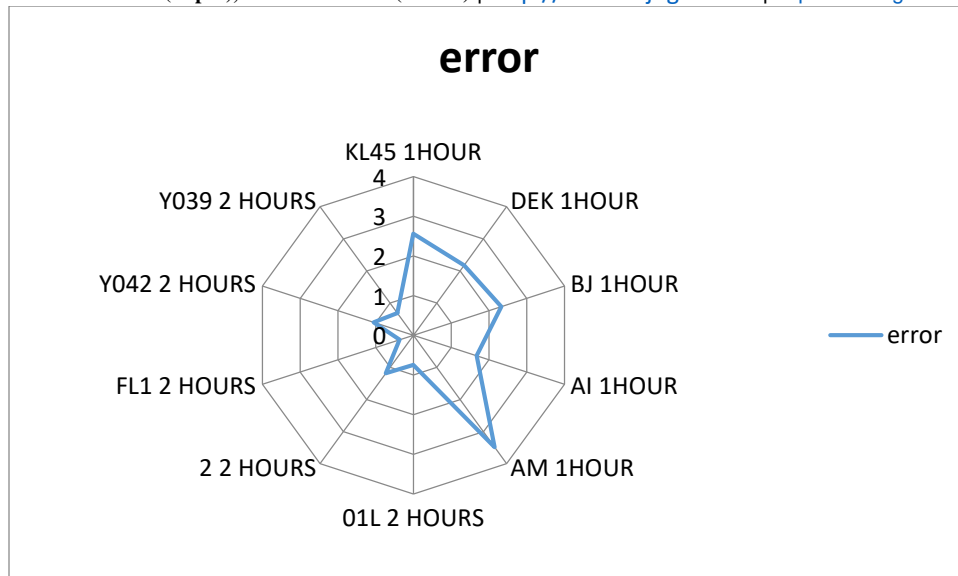 error
KL45 1HOUR
4
Y039 2 HOURS
DEK 1HOUR
3
2
Y042 2 HOURS
BJ 1HOUR
1
0
error
FL1 2 HOURS
AI 1HOUR
2 2 HOURS
AM 1HOUR
01L 2 HOURS